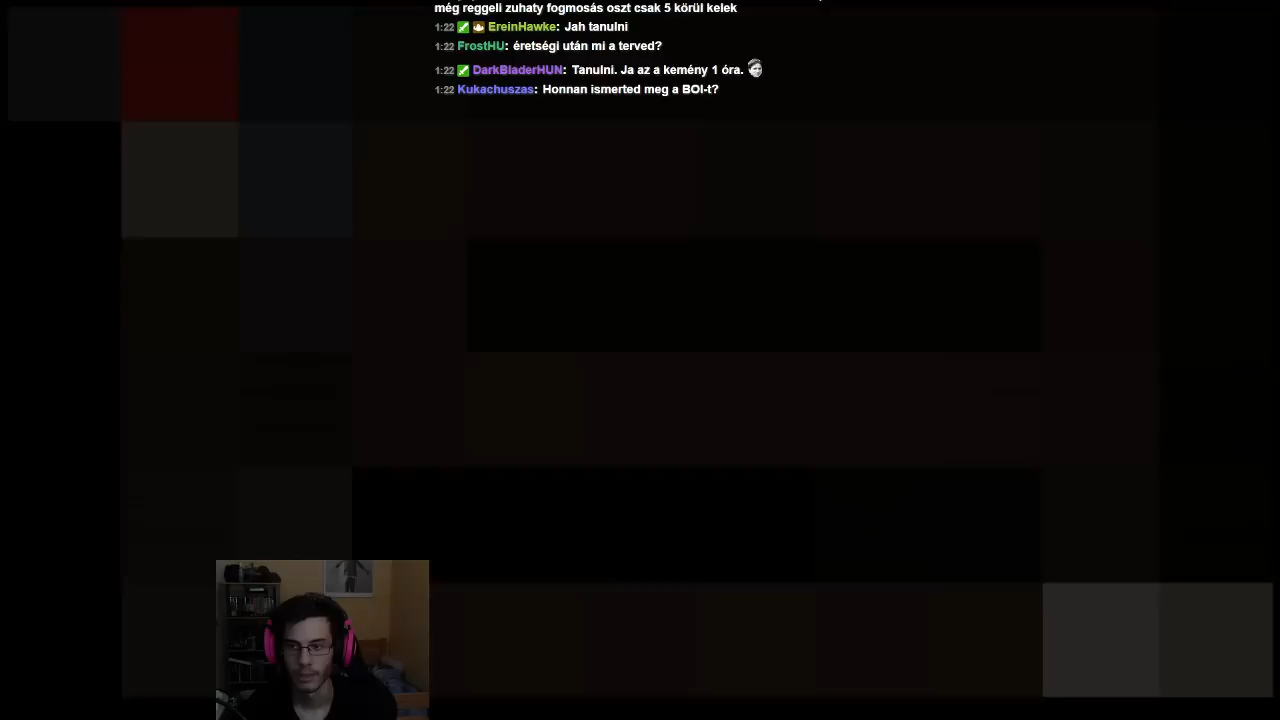 még reggeli zuhaty fogmosás oszt csak 5 körül kelek
1:22 EreinHawke: Jah tanulni
1:22 FrostHU: éretségi után mi a terved?
1:22 DarkBladerHUN: Tanulni. Ja az a kemény 1 óra.
1:22 Kukachuszas: Honnan ismerted meg a BOI-t?